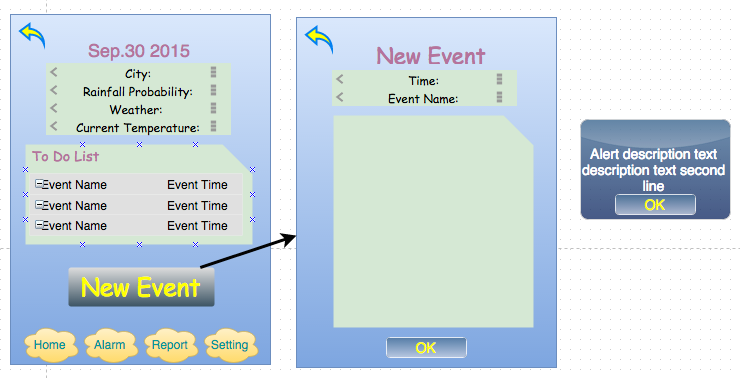 Sep.30 2015
City:
Rainfall Probability:
Weather:
Current Temperature:
To Do List
Event Name Event Time
Event Name Event Time
Event Name Event Time
New Event
Home Alarm Report Setting
New Event
Time:
Event Name:
OK
Alert description text
description text second
line
OK